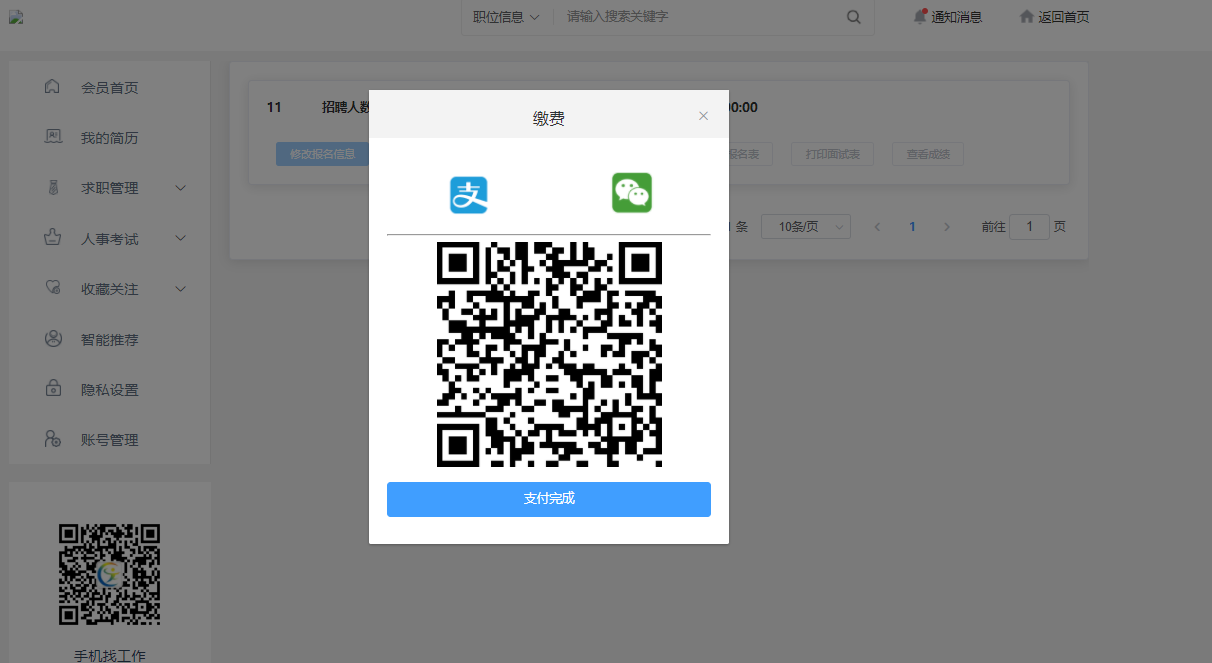 职位信息
请输入搜索关键字
通知消息
返回首页
会员首页
我的简历
求职管理
人事考试
收藏关注
智能推荐
隐私设置
账号管理
手机找工作
11
招聘人数
00:00
修改报名信息
报名表
打印面试表
查看成绩
条
10条/页
1
前往
1
页
缴费
支
支付完成